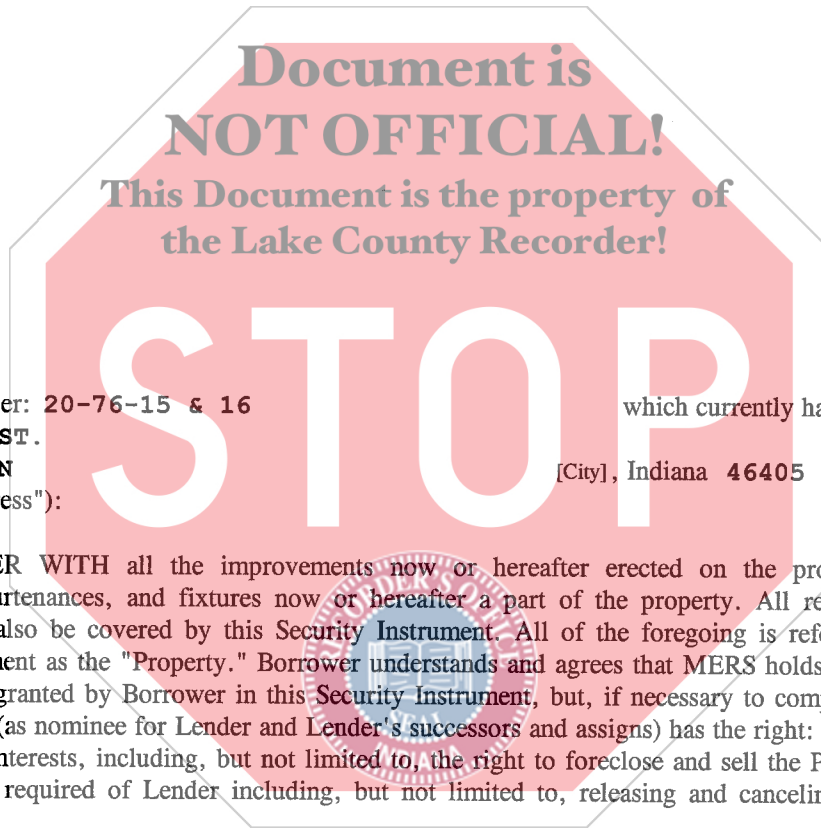 Document is
NOT OFFICIAL!
This Document is the property of
the Lake County Recorder!
STOP
er: 20-76-15 & 16 which currently ha
ST.
N [City], Indiana 46405
ess"):
ER WITH all the improvements now or hereafter erected on the pro
urtenances, and fixtures now or hereafter a part of the property. All re
also be covered by this Security Instrument. All of the foregoing is refe
ent as the "Property." Borrower understands and agrees that MERS holds
granted by Borrower in this Security Instrument, but, if necessary to comp
(as nominee for Lender and Lender's successors and assigns) has the right:
nterests, including, but not limited to, the right to foreclose and sell the P
required of Lender including, but not limited to, releasing and cancelin
RECORDER'S OFFICE
SEAL
INDIANA